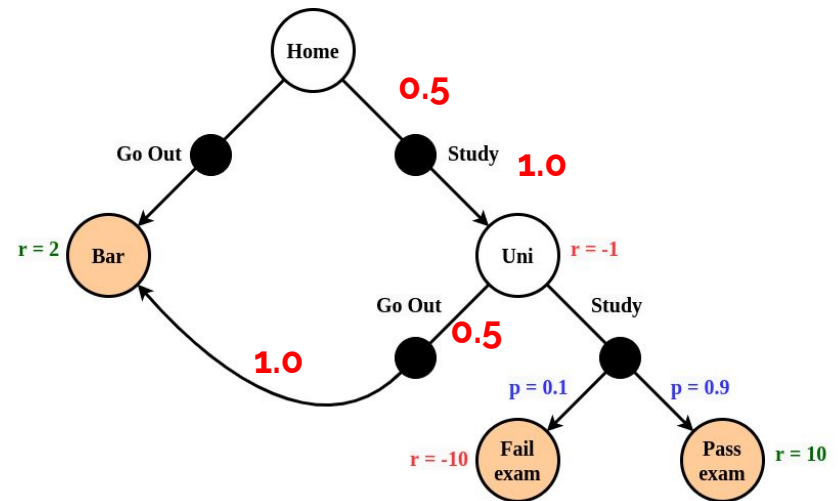 Home
0.5
Go Out
Study
1.0
r = 2
Bar
Uni
r = -1
Go Out
Study
0.5
1.0
p = 0.1
p = 0.9
r = -10
Fail
exam
Pass
exam
r = 10